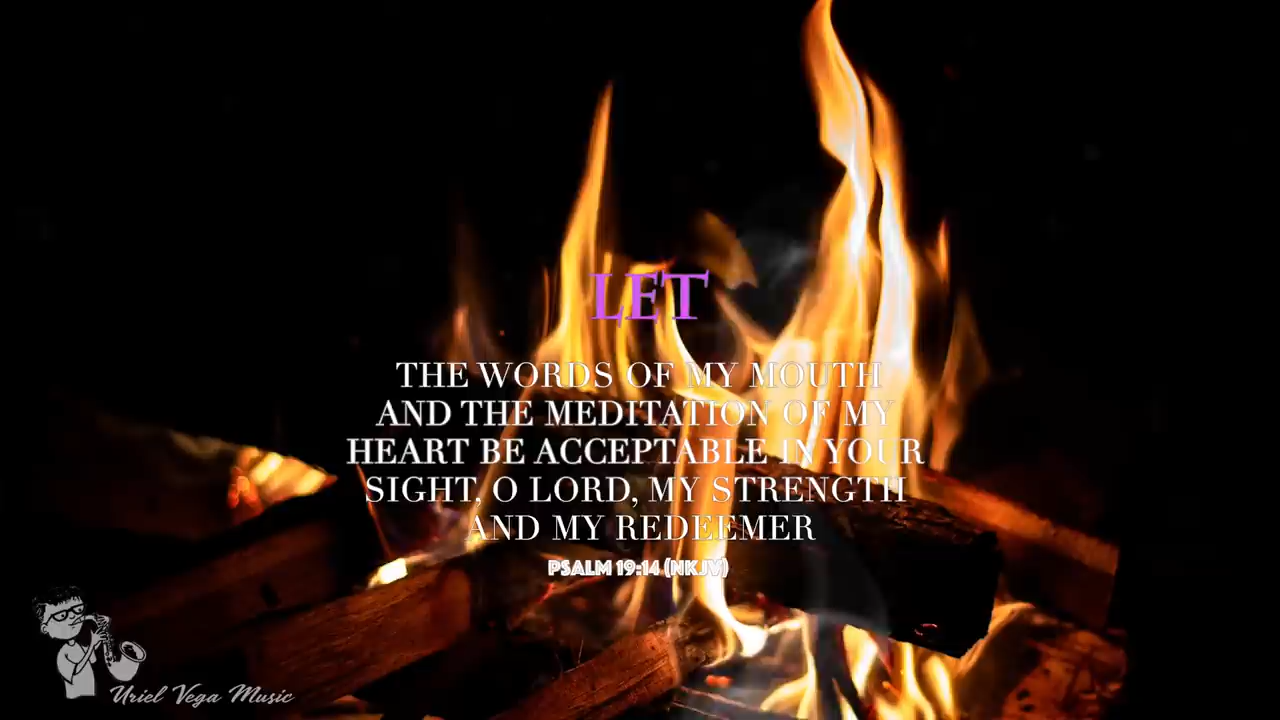 LET
THE WORDS OF MY MOUTH
AND THE MEDITATION OF MY
HEART BE ACCEPTABLE IN YOUR
SIGHT, O LORD, MY STRENGTH
AND MY REDEEMER
PSALM 19:14 (NKJV)
Uriel Vega Music